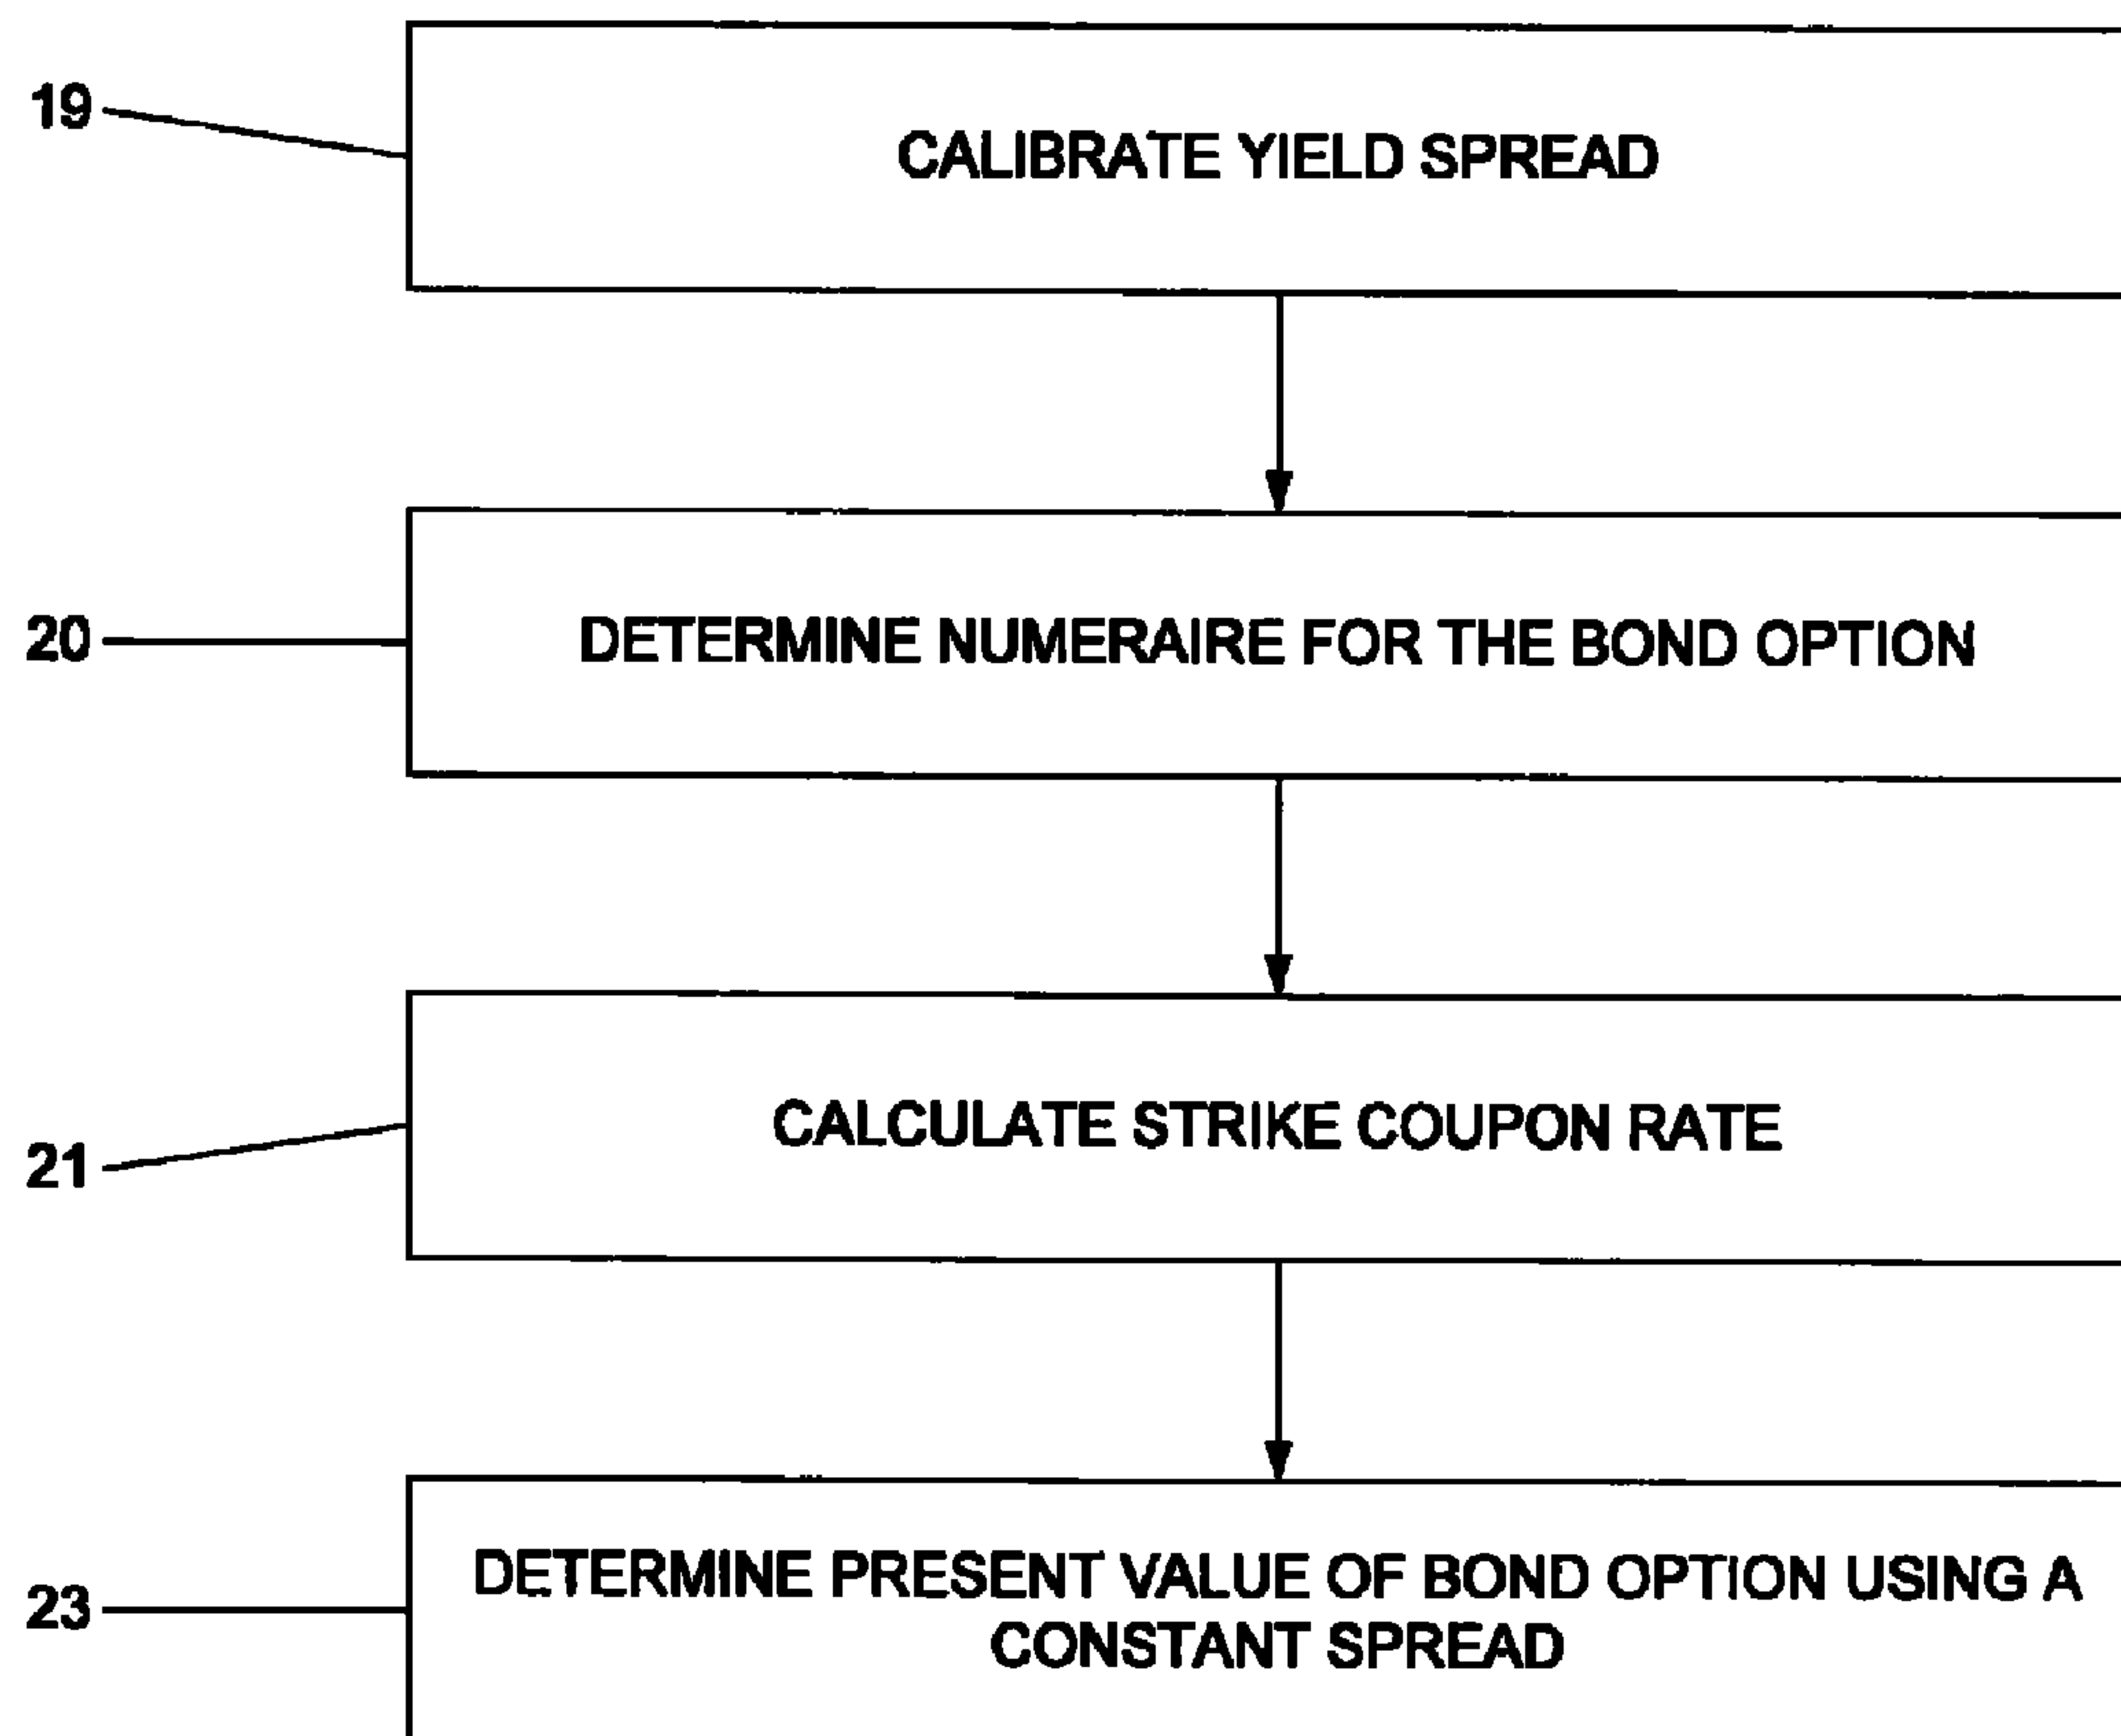 19
CALIBRATE YIELD SPREAD
20
DETERMINE NUMERAIRE FOR THE BOND OPTION
21
CALCULATE STRIKE COUPON RATE
23
DETERMINE PRESENT VALUE OF BOND OPTION USING A
CONSTANT SPREAD